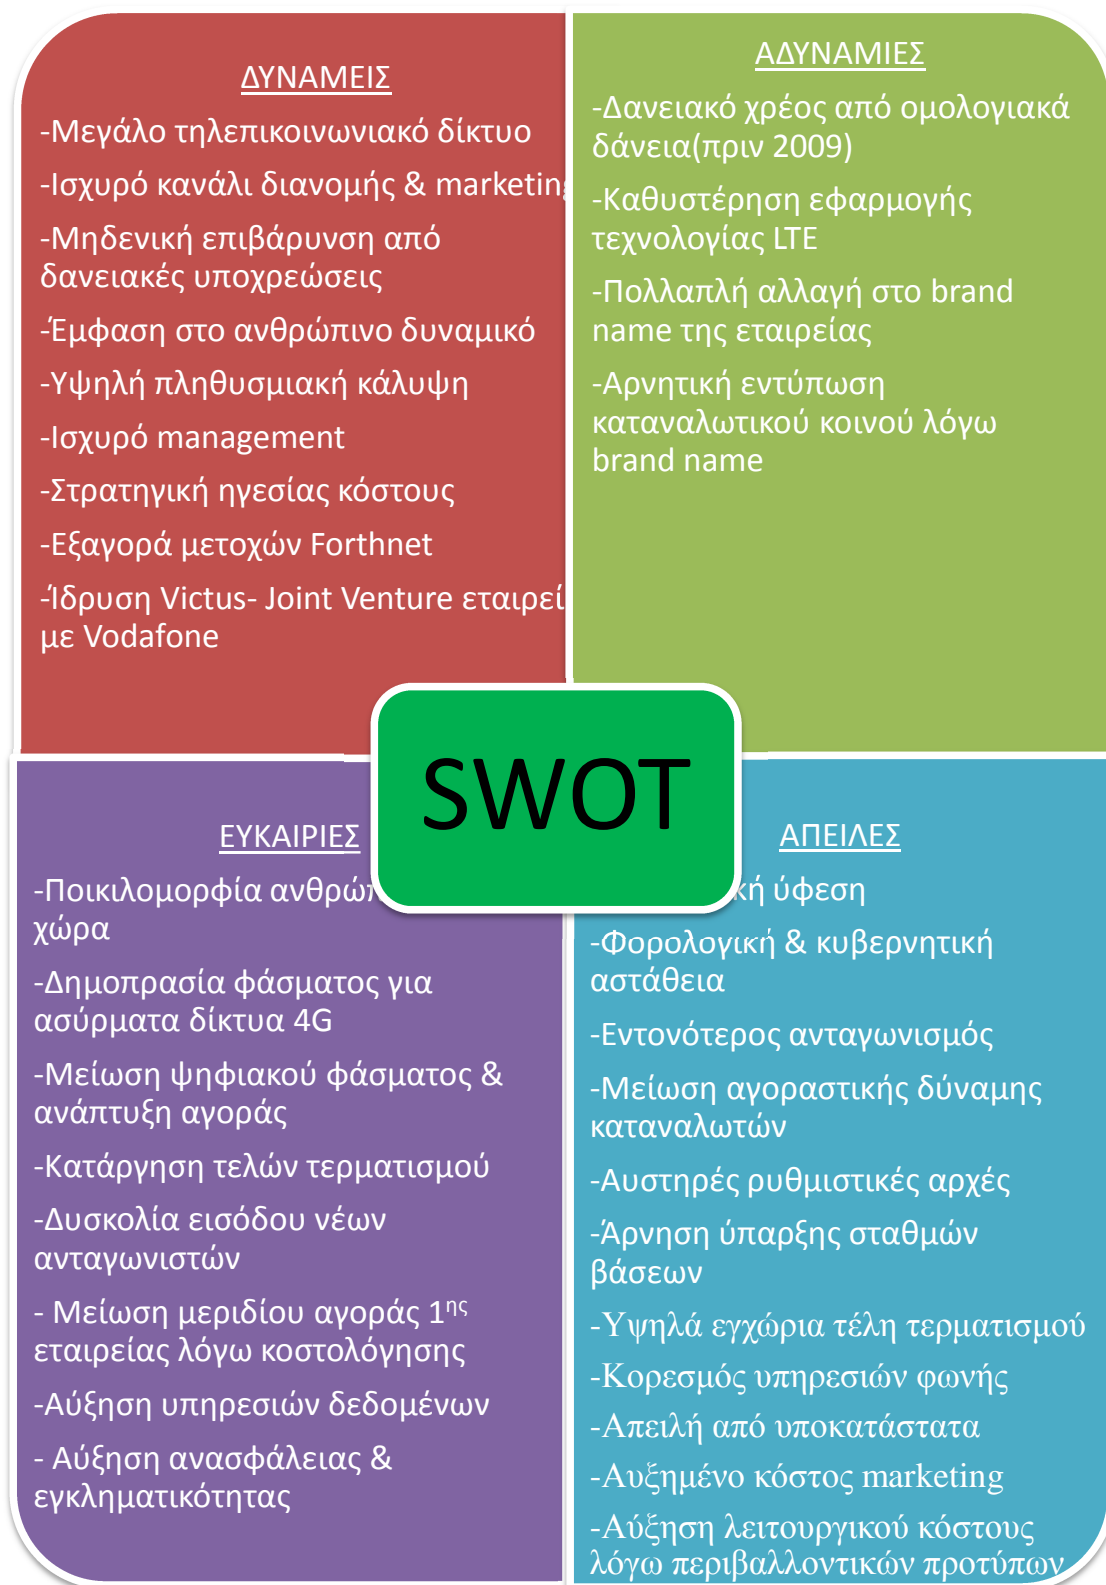 ΔΥΝΑΜΕΙΣ
-Μεγάλο τηλεπικοινωνιακό δίκτυο
-Ισχυρό κανάλι διανομής &
-Μηδενική επιβάρυνση από
δανειακές υποχρεώσεις
-Έμφαση στο ανθρώπινο δυναμικό
-Υψηλή πληθυσμιακή κάλυψη
-Ισχυρό management
-Στρατηγική ηγεσίας κόστους
-Εξαγορά μετοχών Forthnet
-Ίδρυση Victus- Joint Venture
με Vodafone
ΑΔΥΝΑΜΙΕΣ
-Δανειακό χρέος από ομολογιακά
δάνεια(πριν 2009)
-Καθυστέρηση εφαρμογής
τεχνολογίας LTE
-Πολλαπλή αλλαγή στο brand
name της εταιρείας
-Αρνητική εντύπωση
καταναλωτικού κοινού λόγω
brand name
SWOT
ΕΥΚΑΙΡΙΕΣ
-Ποικιλομορφία
χώρα
-Δημοπρασία φάσματος για
ασύρματα δίκτυα 4G
-Μείωση ψηφιακού φάσματος &
ανάπτυξη αγοράς
-Κατάργηση τελών τερματισμού
-Δυσκολία εισόδου νέων
ανταγωνιστών
- Μείωση μεριδίου αγοράς 1ης
εταιρείας λόγω κοστολόγησης
-Αύξηση υπηρεσιών δεδομένων
- Αύξηση ανασφάλειας &
εγκληματικότητας
ΑΠΕΙΛΕΣ
ύφεση
-Φορολογική & κυβερνητική
αστάθεια
-Εντονότερος ανταγωνισμός
-Μείωση αγοραστικής δύναμης
καταναλωτών
-Αυστηρές ρυθμιστικές αρχές
-Άρνηση ύπαρξης σταθμών
βάσεων
-Υψηλά εγχώρια τέλη τερματισμού
-Κορεσμός υπηρεσιών φωνής
-Απειλή από υποκατάστατα
-Αυξημένο κόστος marketing
-Αύξηση λειτουργικού κόστους
λόγω περιβαλλοντικών προτύπων